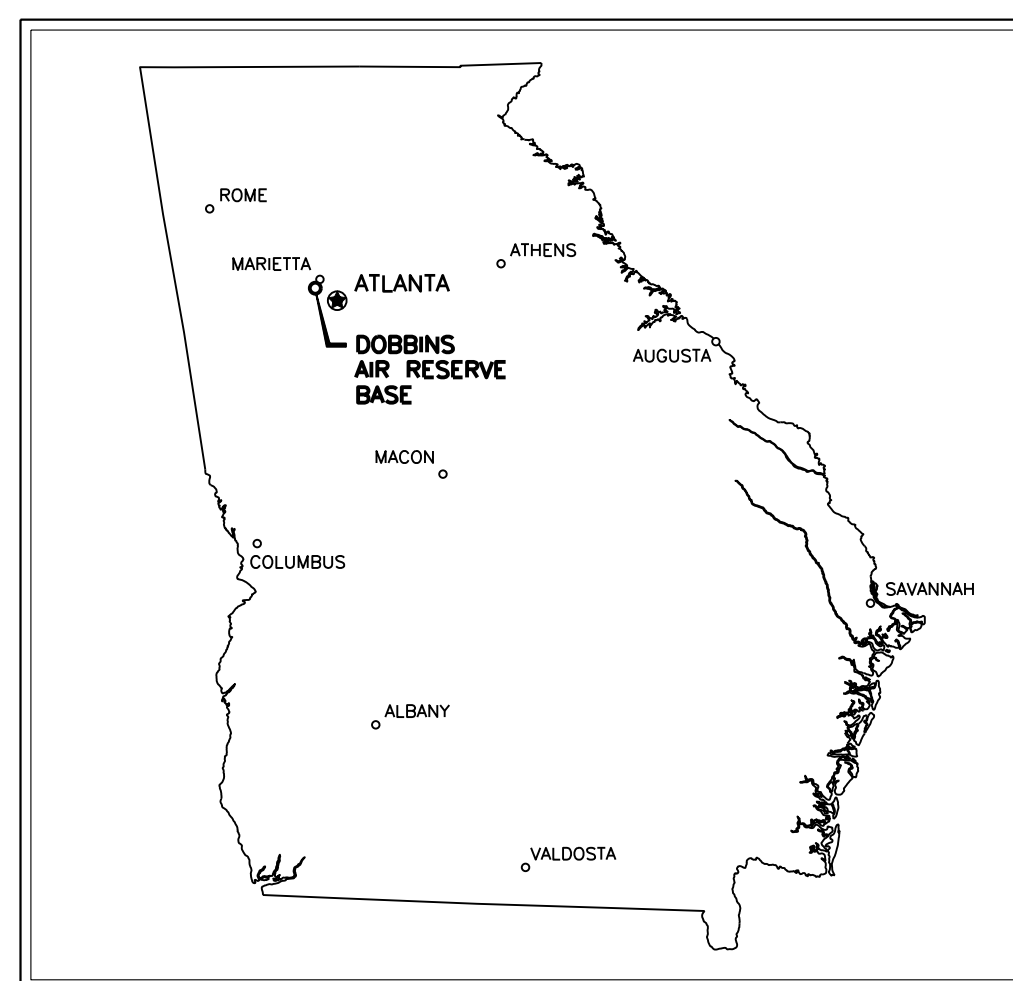 ROME
MARIETTA
ATHENS
ATLANTA
DOBBINS
AIR RESERVE
BASE
AUGUSTA
MACON
COLUMBUS
SAVANNAH
ALBANY
VALDOSTA